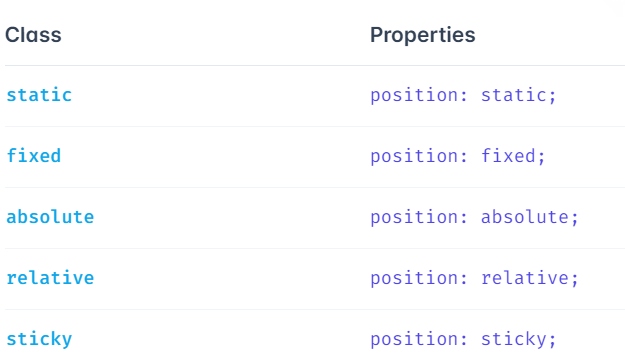 Class Properties
static position: static;
fixed position: fixed;
absolute position: absolute;
relative position: relative;
sticky position: sticky;